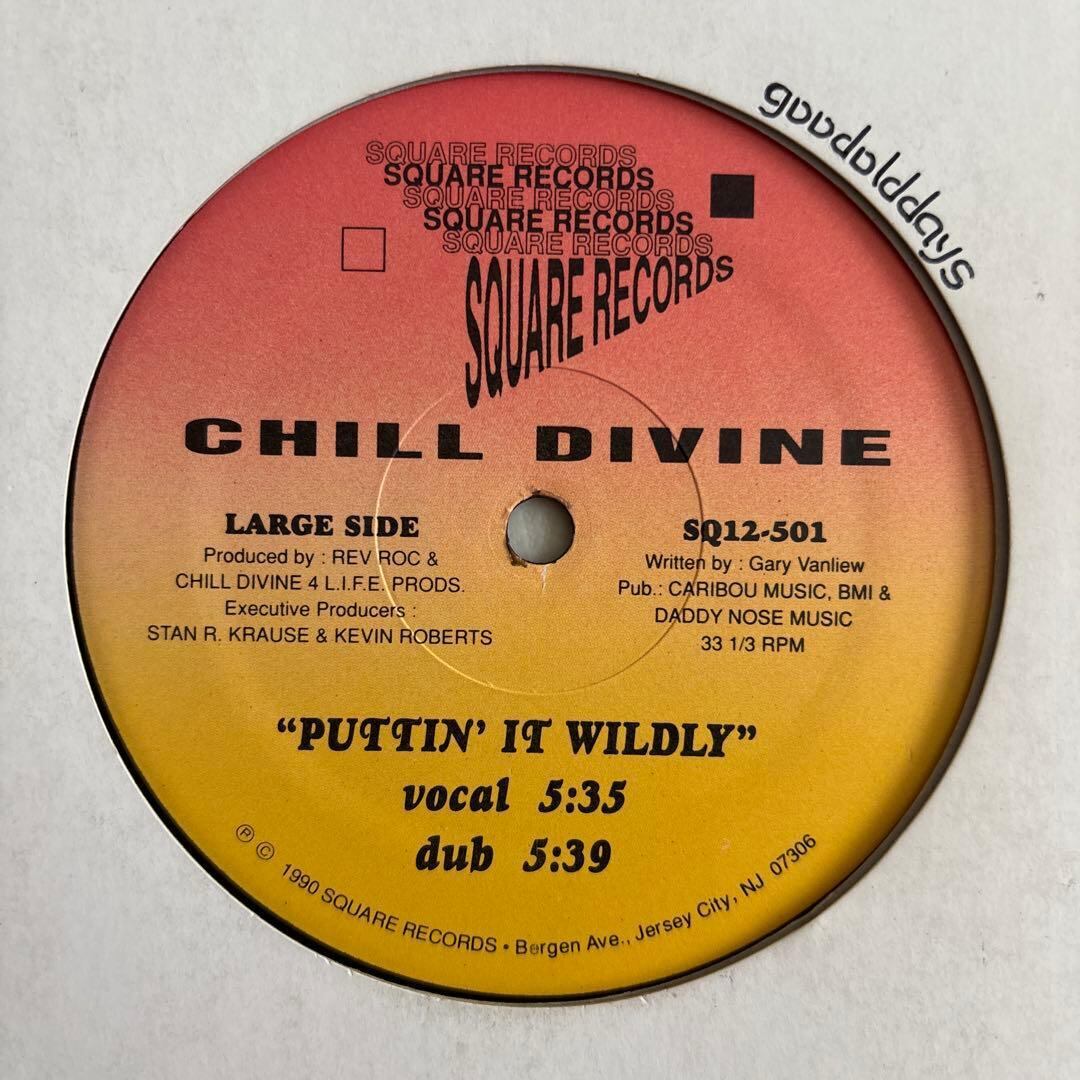 goodolddays
SQUARE RECORDS
SQUARE RECORDS
SQUARE RECORDS
SQUARE RECORDS
SQUARE RECORDS
SQUARE RECORDS
CHILL DIVINE
LARGE SIDE
Produced by : REV ROC &
CHILL DIVINE 4 L.I.F.E. PRODS.
Executive Producers :
STAN R. KRAUSE & KEVIN ROBERTS
SQ12-501
Written by : Gary Vanliew
Pub.: CARIBOU MUSIC, BMI &
DADDY NOSE MUSIC
33 1/3 RPM
“PUTTIN’ IT WILDLY”
vocal 5:35
dub 5:39
℗ © 1990 SQUARE RECORDS • Bergen Ave., Jersey City, NJ 07306